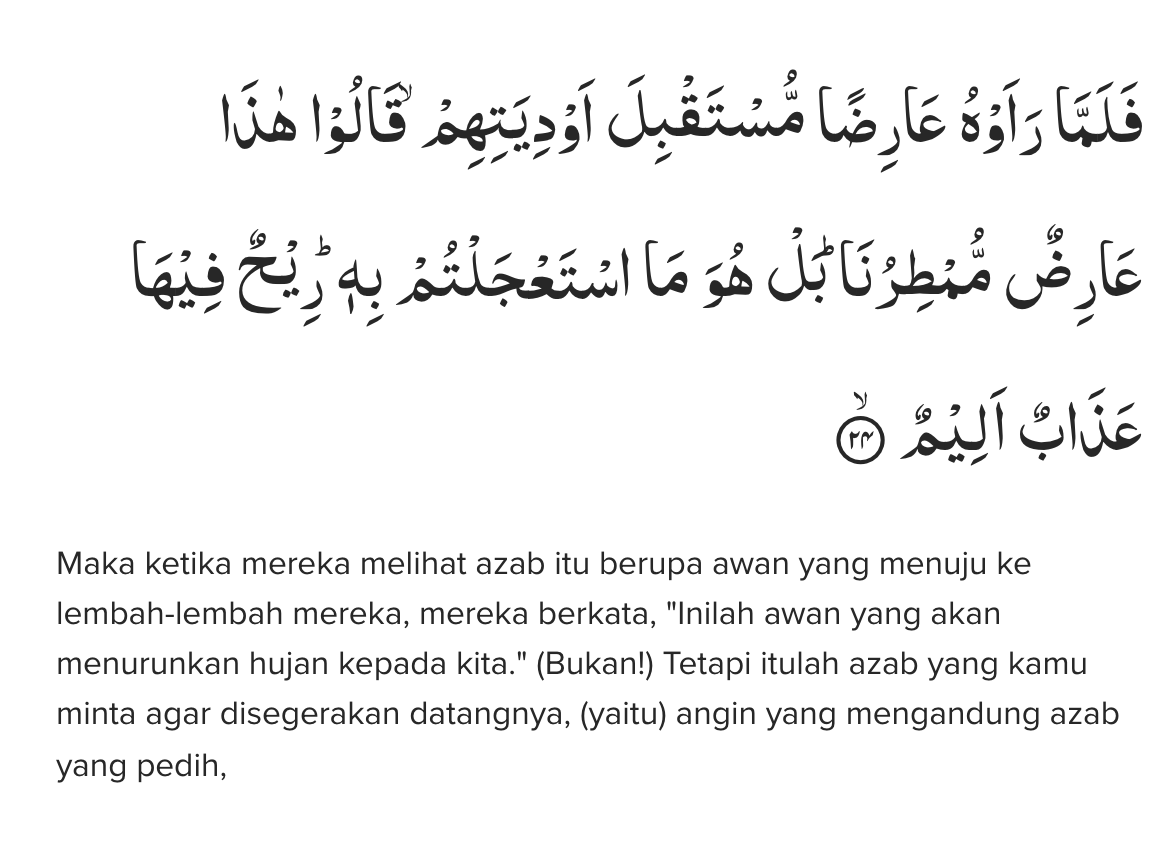 فَلَمَّا رَاَوْهُ عَارِضًا مُّسْتَقْبِلَ اَوْدِيَتِهِمْ ۙ قَالُوْا هٰذَا
عَارِضٌ مُّمْطِرُنَا ۗ بَلْ هُوَ مَا اسْتَعْجَلْتُمْ بِهٖ ۗ رِيْحٌ فِيْهَا
عَذَابٌ اَلِيْمٌ ۙ ٢٤
Maka ketika mereka melihat azab itu berupa awan yang menuju ke
lembah-lembah mereka, mereka berkata, "Inilah awan yang akan
menurunkan hujan kepada kita." (Bukan!) Tetapi itulah azab yang kamu
minta agar disegerakan datangnya, (yaitu) angin yang mengandung azab
yang pedih,